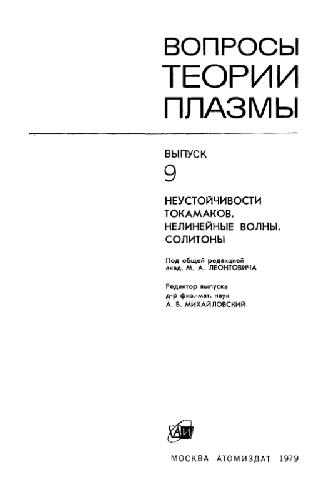 ВОПРОСЫ
ТЕОРИИ
ПЛАЗМЫ
ВЫПУСК
9
НЕУСТОЙЧИВОСТИ
ТОКАМАКОВ.
НЕЛИНЕЙНЫЕ ВОЛНЫ.
СОЛИТОНЫ
Под общей редакцией
акад. М. А. ЛЕОНТОВИЧА
Редактор выпуска
д-р физ.-мат. наук
А. Б. МИХАЙЛОВСКИЙ
АИ
МОСКВА АТОМИЗДАТ 1979